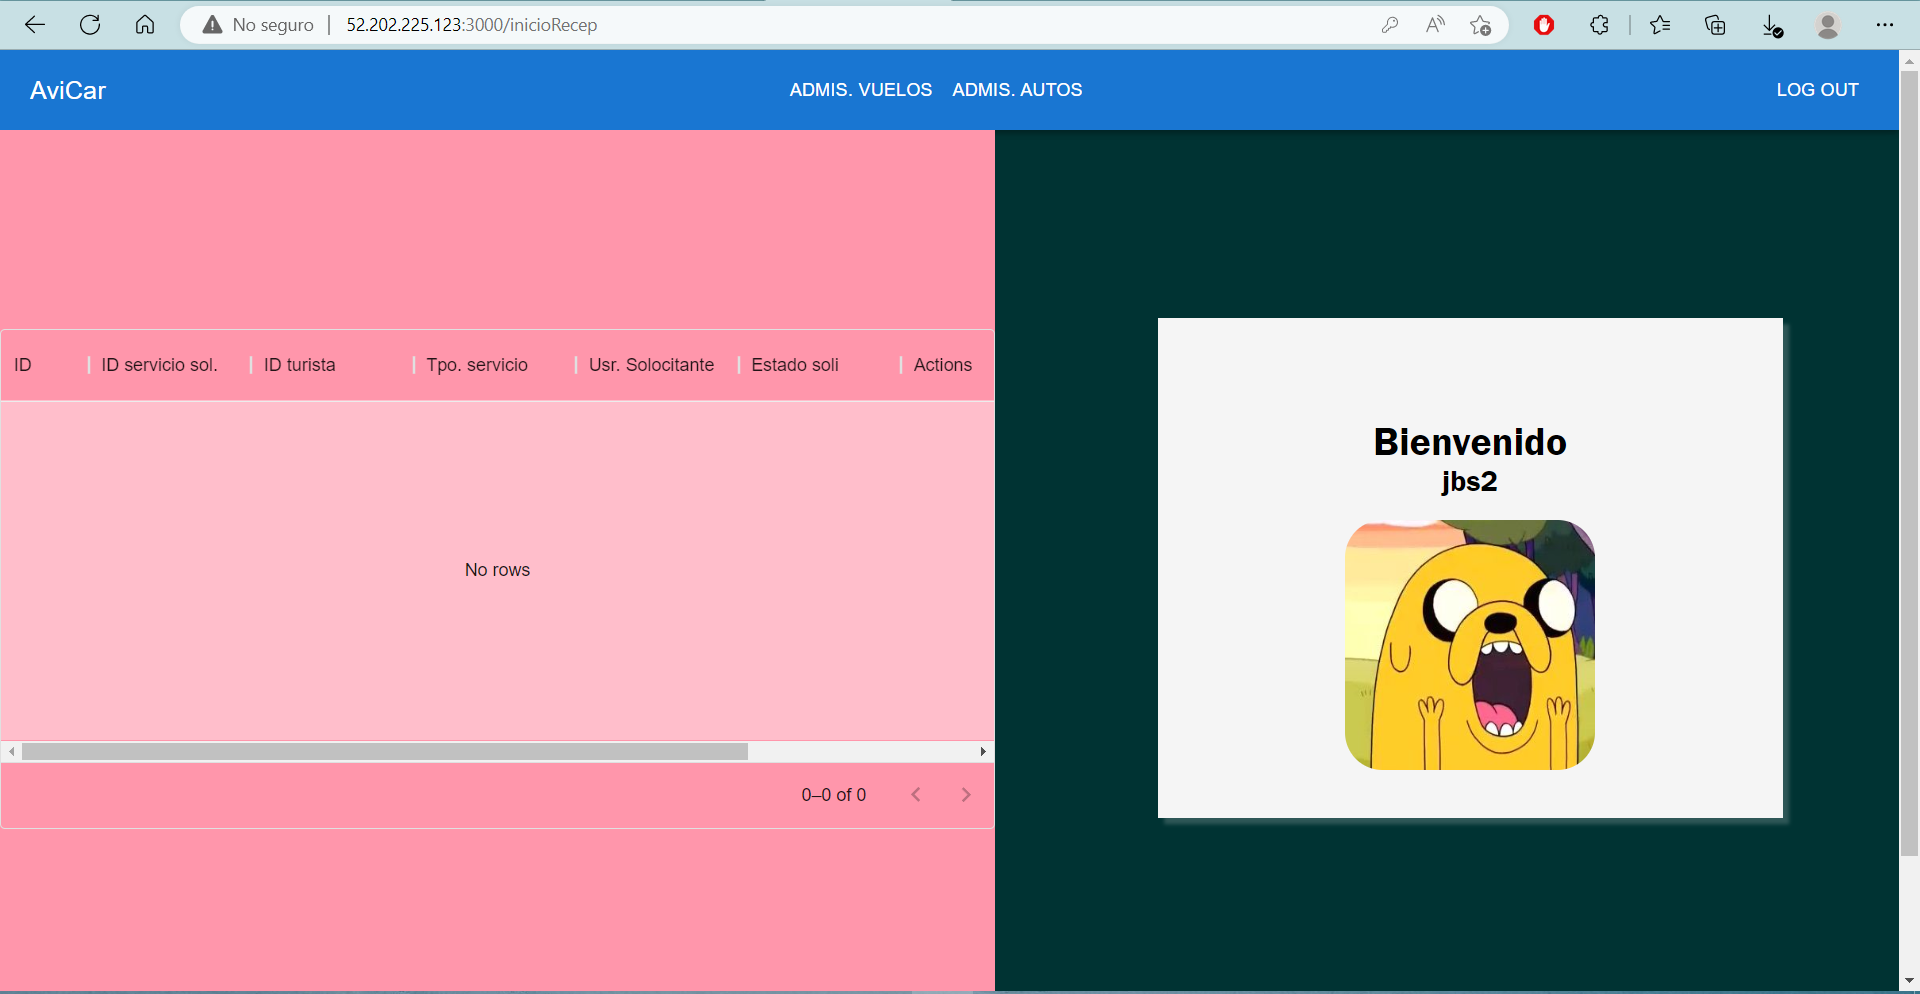 No seguro | 52.202.225.123:3000/inicioRecep
AviCar ADMIS. VUELOS ADMIS. AUTOS LOG OUT
ID ID servicio sol. ID turista Tpo. servicio Usr. Solocitante Estado soli Actions
No rows
0–0 of 0
Bienvenido
jbs2